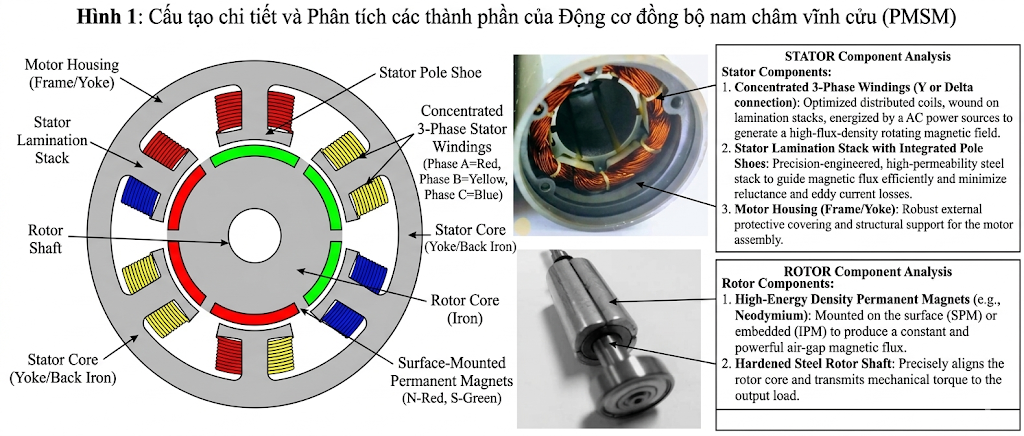 Hình 1: Cấu tạo chi tiết và Phân tích các thành phần của Động cơ đồng bộ nam châm vĩnh cửu (PMSM)
Motor Housing
(Frame/Yoke)
Stator
Lamination
Stack
Rotor
Shaft
Stator Core
(Yoke/Back Iron)
Stator Pole Shoe
Concentrated
3-Phase Stator
Windings
(Phase A=Red,
Phase B=Yellow,
Phase C=Blue)
Stator Core
(Yoke/Back Iron)
Rotor Core
(Iron)
Surface-Mounted
Permanent Magnets
(N-Red, S-Green)
STATOR Component Analysis
Stator Components:
1. Concentrated 3-Phase Windings (Y or Delta
connection): Optimized distributed coils, wound on
lamination stacks, energized by a AC power sources to
generate a high-flux-density rotating magnetic field.
2. Stator Lamination Stack with Integrated Pole
Shoes: Precision-engineered, high-permeability steel
stack to guide magnetic flux efficiently and minimize
reluctance and eddy current losses.
3. Motor Housing (Frame/Yoke): Robust external
protective covering and structural support for the motor
assembly.
ROTOR Component Analysis
Rotor Components:
1. High-Energy Density Permanent Magnets (e.g.,
Neodymium): Mounted on the surface (SPM) or
embedded (IPM) to produce a constant and
powerful air-gap magnetic flux.
2. Hardened Steel Rotor Shaft: Precisely aligns the
rotor core and transmits mechanical torque to the
output load.